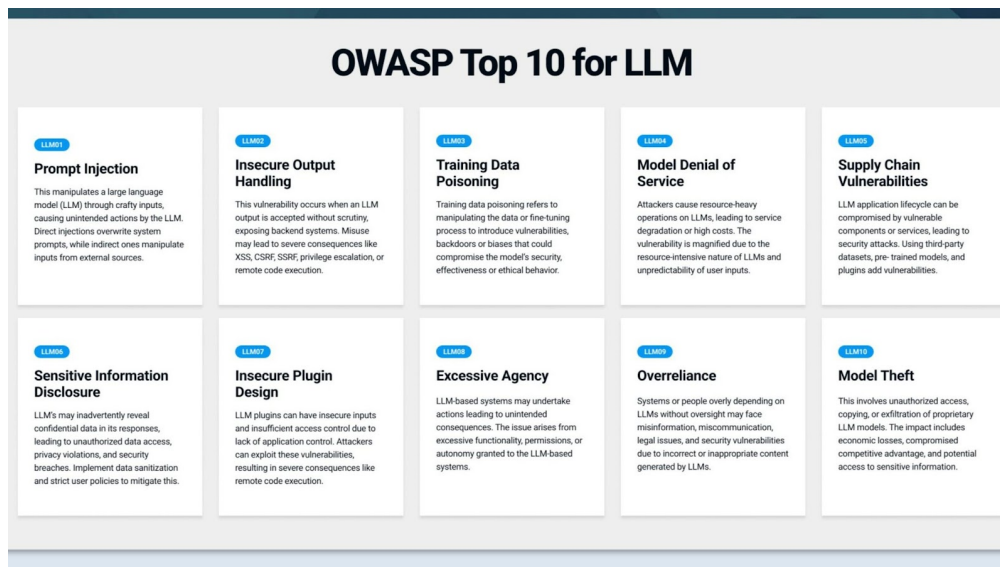 OWASP Top 10 for LLM
LLM01
Prompt Injection
This manipulates a large language
model (LLM) through crafty inputs,
causing unintended actions by the LLM.
Direct injections overwrite system
prompts, while indirect ones manipulate
inputs from external sources.
LLM02
Insecure Output
Handling
This vulnerability occurs when an LLM
output is accepted without scrutiny,
exposing backend systems. Misuse
may lead to severe consequences like
XSS, CSRF, SSRF, privilege escalation, or
remote code execution.
LLM03
Training Data
Poisoning
Training data poisoning refers to
manipulating the data or fine-tuning
process to introduce vulnerabilities,
backdoors or biases that could
compromise the model's security,
effectiveness or ethical behavior.
LLM04
Model Denial of
Service
Attackers cause resource-heavy
operations on LLMs, leading to service
degradation or high costs. The
vulnerability is magnified due to the
resource-intensive nature of LLMs and
unpredictability of user inputs.
LLM05
Supply Chain
Vulnerabilities
LLM application lifecycle can be
compromised by vulnerable
components or services, leading to
security attacks. Using third-party
datasets, pre- trained models, and
plugins add vulnerabilities.
LLM06
Sensitive Information
Disclosure
LLM's may inadvertently reveal
confidential data in its responses,
leading to unauthorized data access,
privacy violations, and security
breaches. Implement data sanitization
and strict user policies to mitigate this.
LLM07
Insecure Plugin
Design
LLM plugins can have insecure inputs
and insufficient access control due to
lack of application control. Attackers
can exploit these vulnerabilities,
resulting in severe consequences like
remote code execution.
LLM08
Excessive Agency
LLM-based systems may undertake
actions leading to unintended
consequences. The issue arises from
excessive functionality, permissions, or
autonomy granted to the LLM-based
systems.
LLM09
Overreliance
Systems or people overly depending on
LLMs without oversight may face
misinformation, miscommunication,
legal issues, and security vulnerabilities
due to incorrect or inappropriate content
generated by LLMs.
LLM10
Model Theft
This involves unauthorized access,
copying, or exfiltration of proprietary
LLM models. The impact includes
economic losses, compromised
competitive advantage, and potential
access to sensitive information.